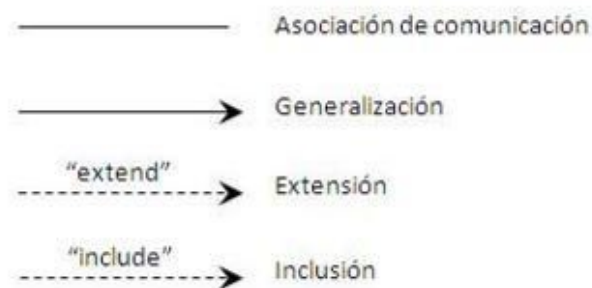 Asociación de comunicación
Generalización
“extend”
Extensión
“include”
Inclusión